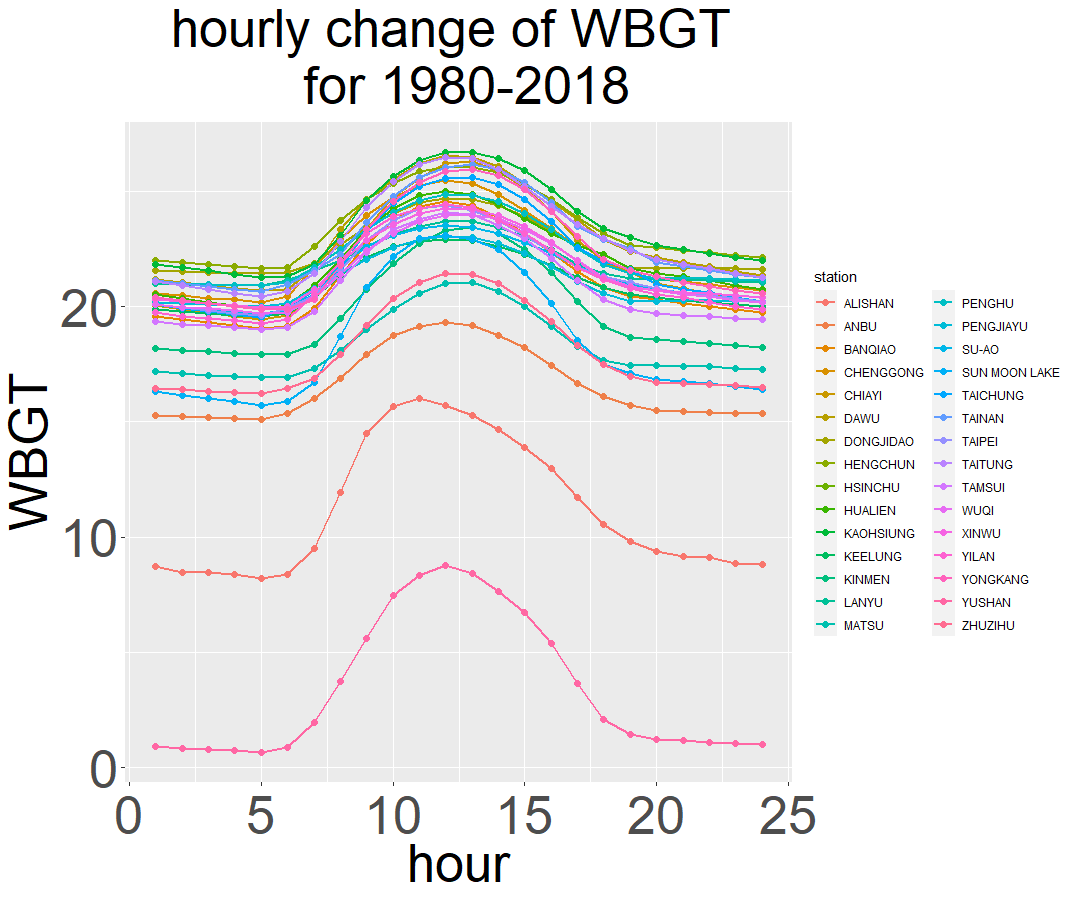 hourly change of WBGT
for 1980-2018
WBGT
20
10
0
0 5 10 15 20 25
hour
station
ALISHAN
ANBU
BANQIAO
CHENGGONG
CHIAYI
DAWU
DONGJIDAO
HENGCHUN
HSINCHU
HUALIEN
KAOHSIUNG
KEELUNG
KINMEN
LANYU
MATSU
PENGHU
PENGJIAYU
SU-AO
SUN MOON LAKE
TAICHUNG
TAINAN
TAIPEI
TAITUNG
TAMSUI
WUQI
XINWU
YILAN
YONGKANG
YUSHAN
ZHUZIHU